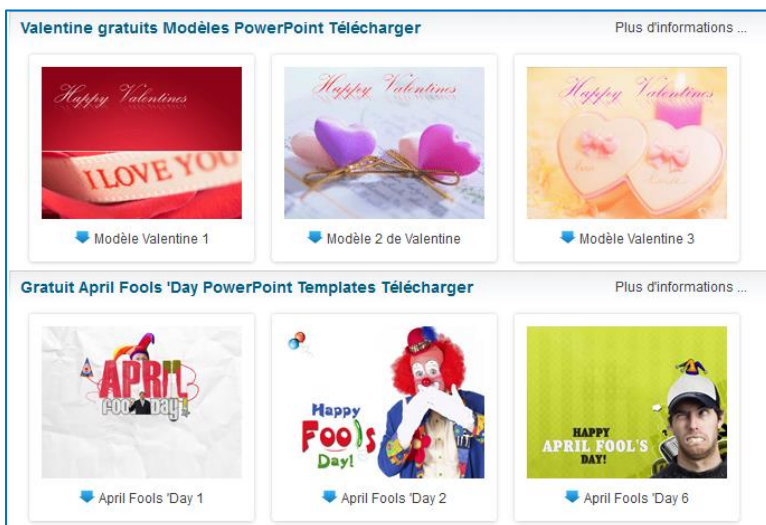 Valentine gratuits Modèles PowerPoint Télécharger
Plus d'informations ...
Happy Valentines
I LOVE YOU
Happy Valentines
Happy Valentines
Modèle Valentine 1
Modèle 2 de Valentine
Modèle Valentine 3
Gratuit April Fools 'Day PowerPoint Templates Télécharger
Plus d'informations ...
APRIL
FOOL DAY!
Happy
Fools
Day!
HAPPY
APRIL FOOL'S
DAY!
April Fools 'Day 1
April Fools 'Day 2
April Fools 'Day 6